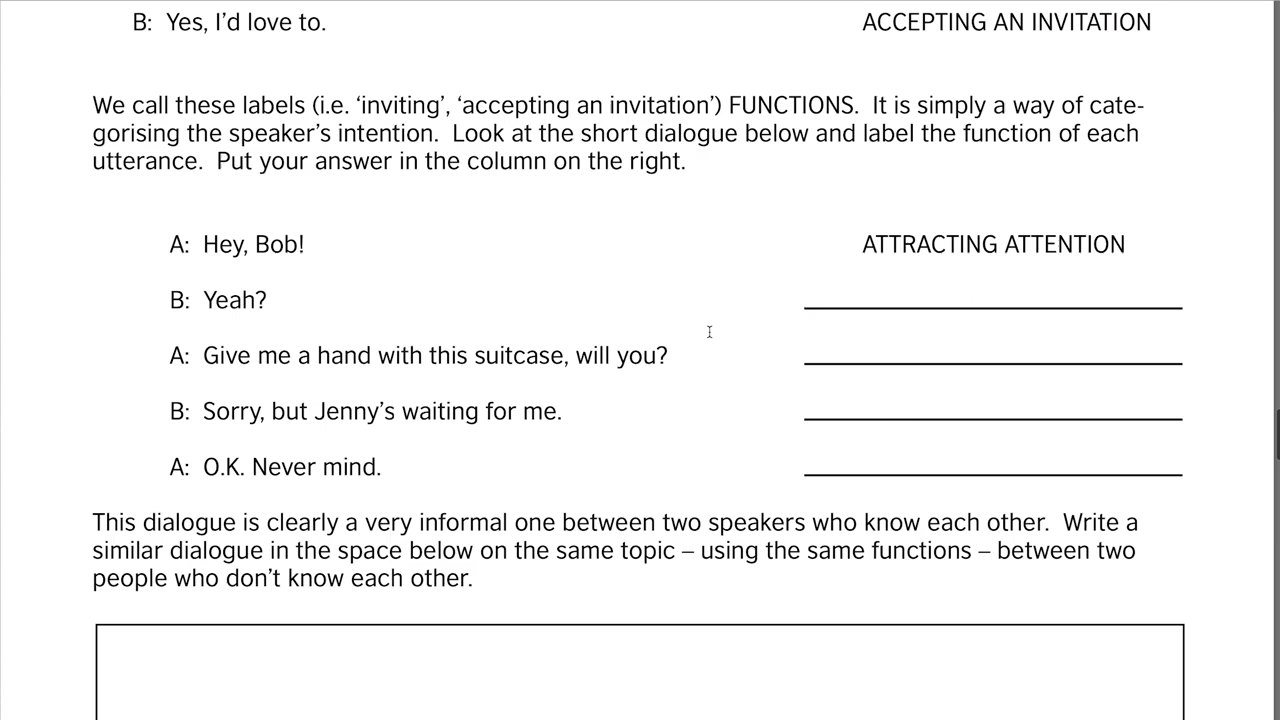 B: Yes, I’d love to. ACCEPTING AN INVITATION
We call these labels (i.e. ‘inviting’, ‘accepting an invitation’) FUNCTIONS. It is simply a way of cate-
gorising the speaker’s intention. Look at the short dialogue below and label the function of each
utterance. Put your answer in the column on the right.
A: Hey, Bob! ATTRACTING ATTENTION
B: Yeah?
A: Give me a hand with this suitcase, will you?
B: Sorry, but Jenny’s waiting for me.
A: O.K. Never mind.
This dialogue is clearly a very informal one between two speakers who know each other. Write a
similar dialogue in the space below on the same topic – using the same functions – between two
people who don’t know each other.